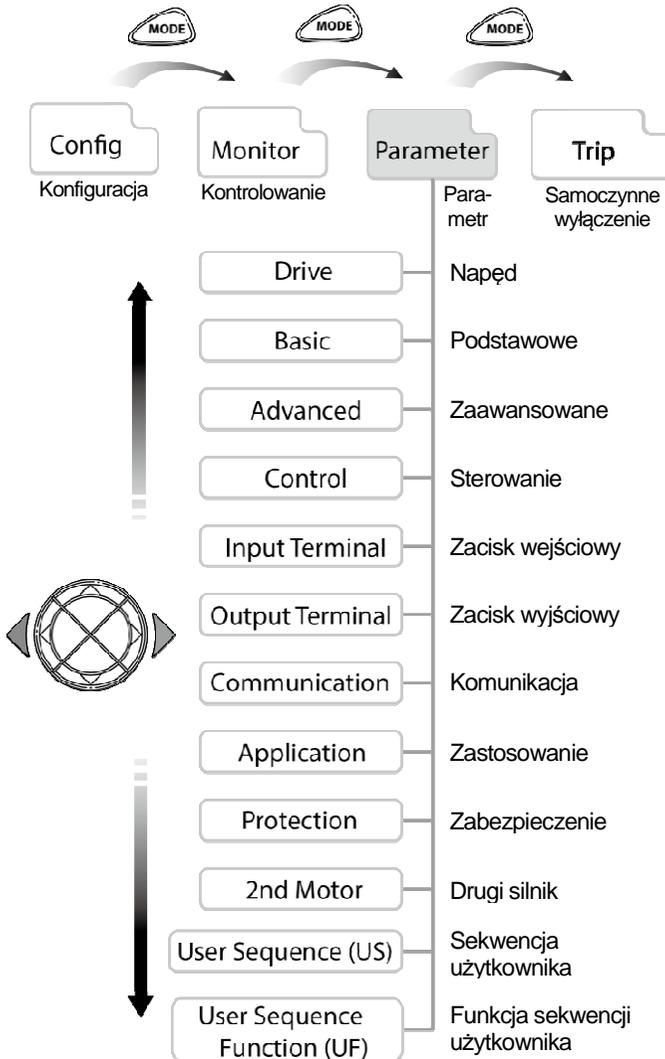 MODE MODE MODE
Config Monitor Parameter Trip
Konfiguracja Kontrolowanie Para-
metr Samoczynne
wyłączenie
Drive Napęd
Basic Podstawowe
Advanced Zaawansowane
Control Sterowanie
Input Terminal Zacisk wejściowy
Output Terminal Zacisk wyjściowy
Communication Komunikacja
Application Zastosowanie
Protection Zabezpieczenie
2nd Motor Drugi silnik
User Sequence (US) Sekwencja
użytkownika
User Sequence Funkcja sekwencji
Function (UF) użytkownika